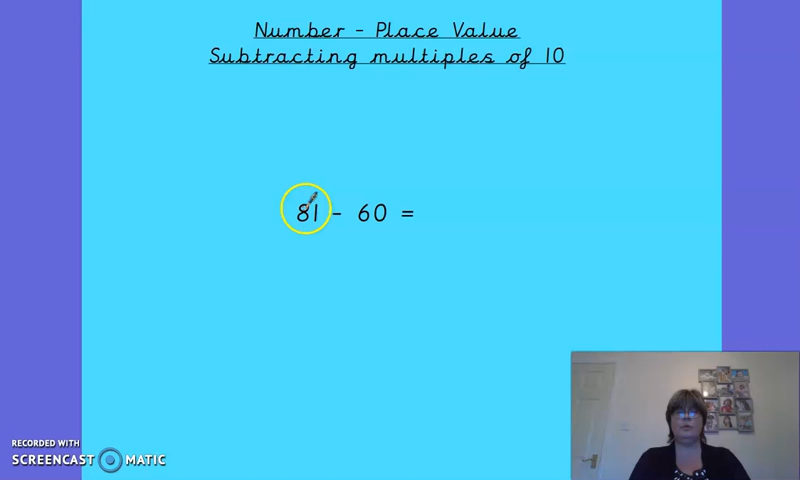 Number - Place Value
Subtracting multiples of 10
81 - 60 =
RECORDED WITH
SCREENCAST MATIC